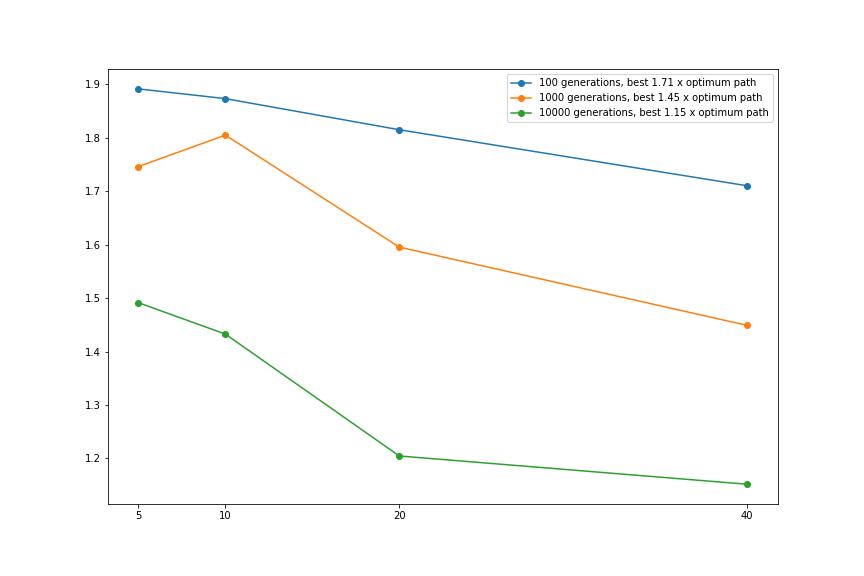 100 generations, best 1.71 x optimum path
1000 generations, best 1.45 x optimum path
10000 generations, best 1.15 x optimum path
1.9
1.8
1.7
1.6
1.5
1.4
1.3
1.2
5 10 20 40